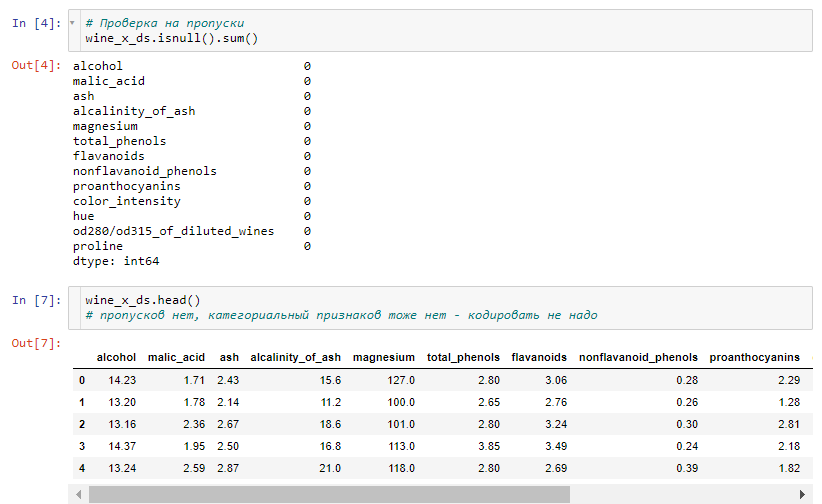 In [4]: # Проверка на пропуски
wine_x_ds.isnull().sum()
Out[4]: alcohol 0
malic_acid 0
ash 0
alcalinity_of_ash 0
magnesium 0
total_phenols 0
flavanoids 0
nonflavanoid_phenols 0
proanthocyanins 0
color_intensity 0
hue 0
od280/od315_of_diluted_wines 0
proline 0
dtype: int64
In [7]: wine_x_ds.head()
# пропусков нет, категориальный признаков тоже нет - кодировать не надо
Out[7]:
alcohol malic_acid ash alcalinity_of_ash magnesium total_phenols flavanoids nonflavanoid_phenols proanthocyanins
0 14.23 1.71 2.43 15.6 127.0 2.80 3.06 0.28 2.29
1 13.20 1.78 2.14 11.2 100.0 2.65 2.76 0.26 1.28
2 13.16 2.36 2.67 18.6 101.0 2.80 3.24 0.30 2.81
3 14.37 1.95 2.50 16.8 113.0 3.85 3.49 0.24 2.18
4 13.24 2.59 2.87 21.0 118.0 2.80 2.69 0.39 1.82